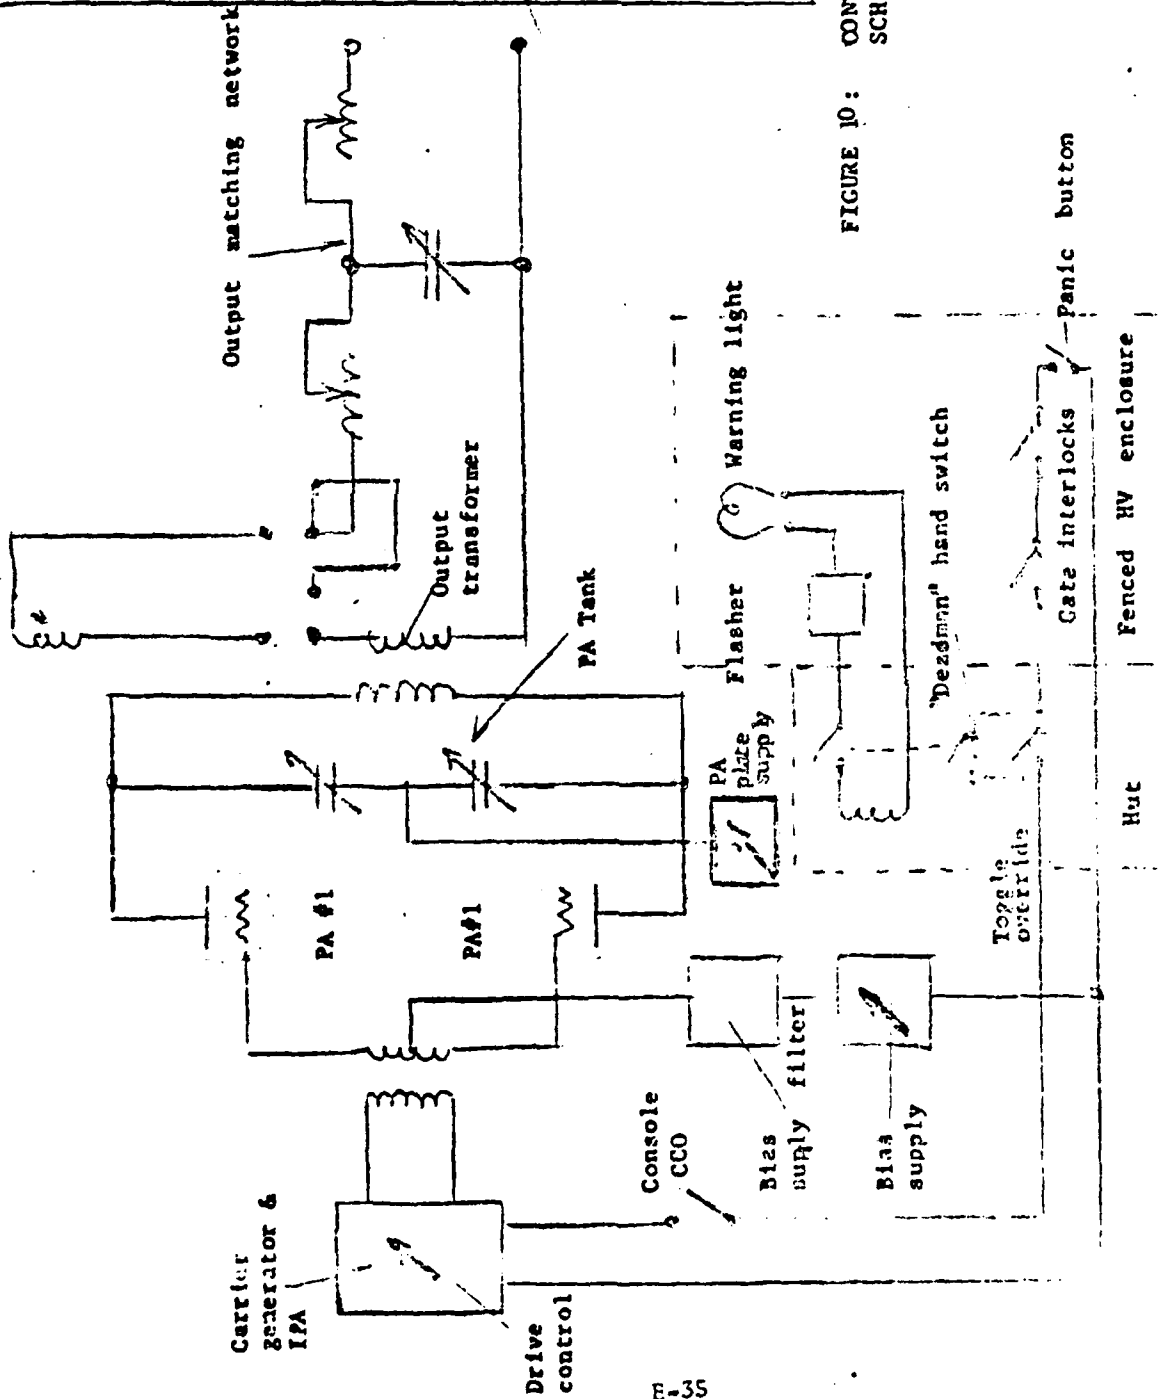 Output matching network
Output
transformer
PA Tank
PA #1
PA#1
Carrier
generator &
IPA
Drive
control
Console
CCO
Bias
suply filter
Bias
supply
PA
plate
supply
Flasher
Warning light
"Deadman" hand switch
Toggle
override
Gate interlocks
Panic button
Hut
Fenced HV enclosure
FIGURE 10: CON
SCH
E-35